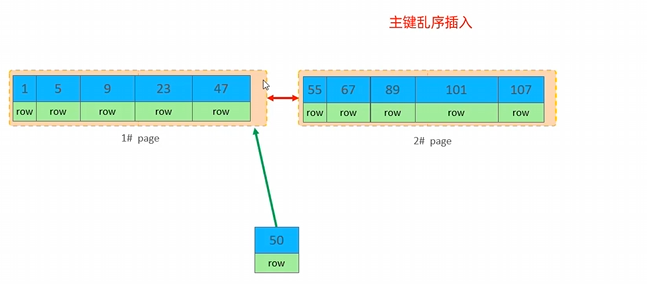 主键乱序插入
1 5 9 23 47 55 67 89 101 107
row row row row row row row row row row
1# page 2# page
50
row